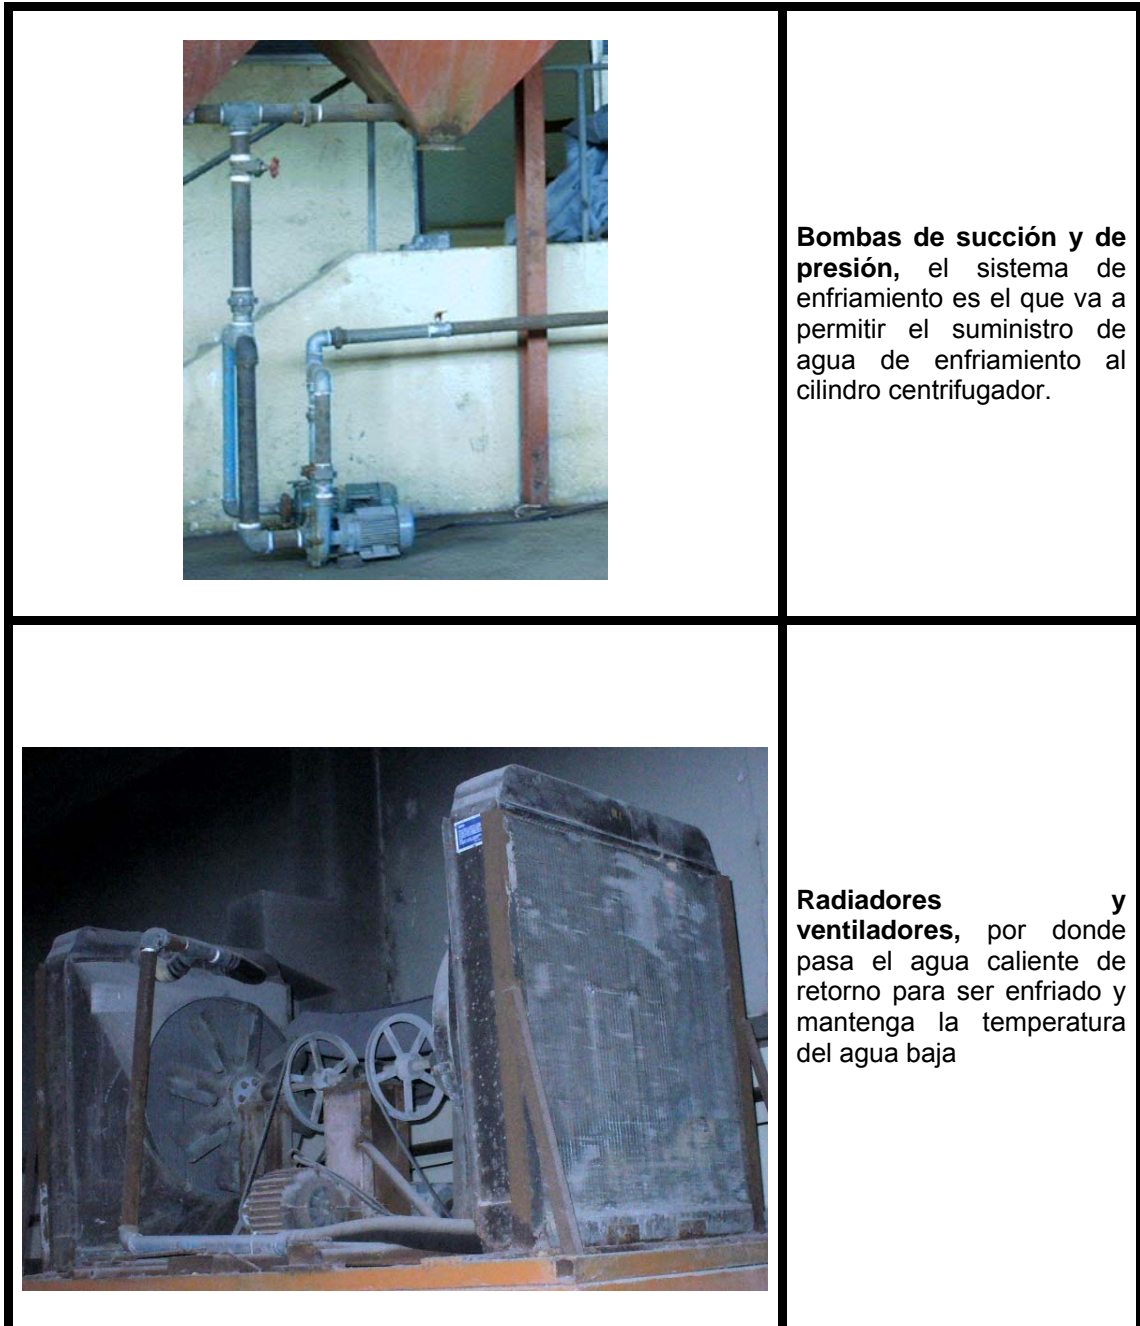 Bombas de succión y de
presión, el sistema de
enfriamiento es el que va a
permitir el suministro de
agua de enfriamiento al
cilindro centrifugador.
Radiadores y
ventiladores, por donde
pasa el agua caliente de
retorno para ser enfriado y
mantenga la temperatura
del agua baja